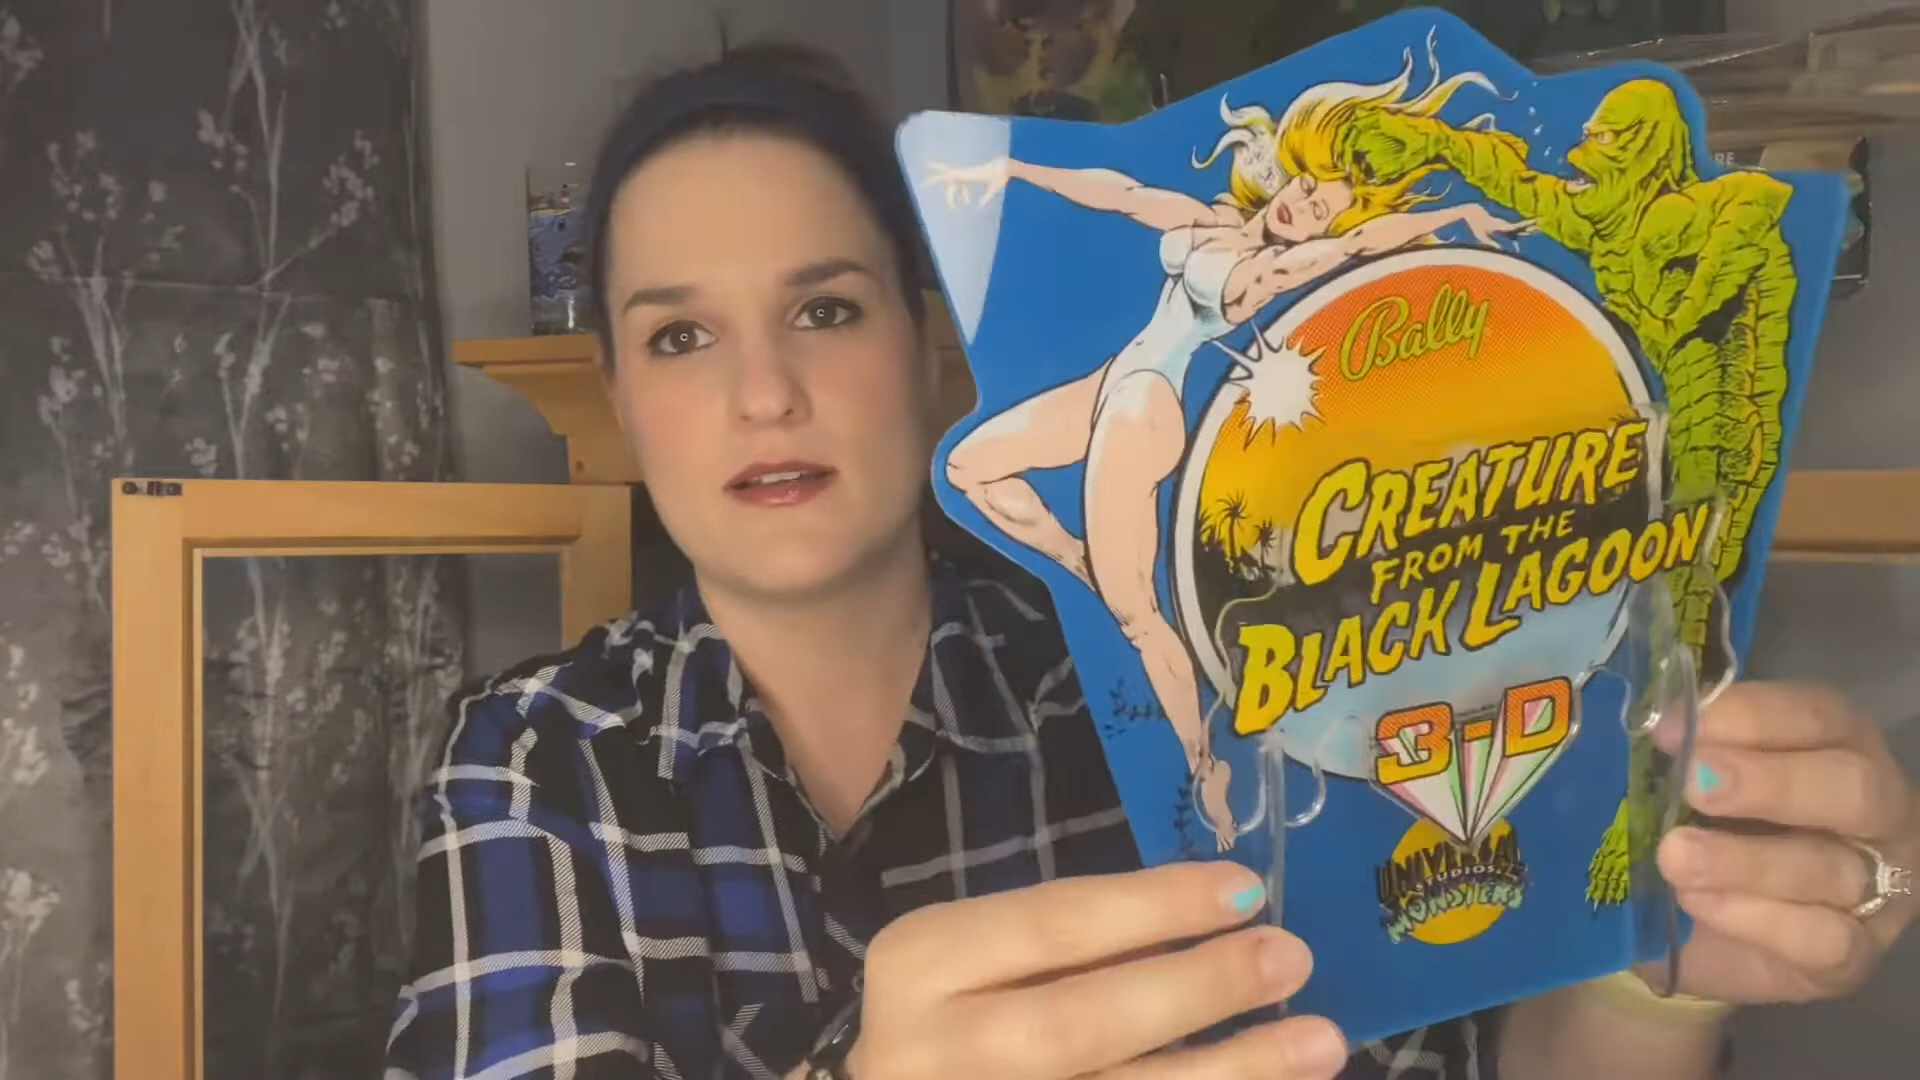 Bally
CREATURE
FROM THE
BLACK LAGOON
3-D
UNIVERSAL
STUDIOS
MONSTERS